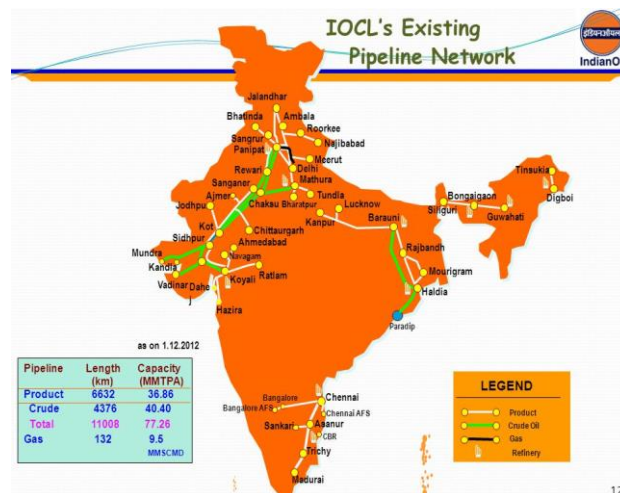 IOCL's Existing
Pipeline Network
इंडियनऑयल
IndianO
Jalandhar
Bhatinda
Ambala
Roorkee
Sangrur
Najibabad
Panipat
Meerut
Delhi
Rewari
Mathura
Sanganer
Tundla
Ajmer
Lucknow
Chaksu
Bharatpur
Jodhpur
Kanpur
Barauni
Kot
Chittaurgarh
Sidhpur
Ahmedabad
Rajbandh
Mundra
Navagam
Mourigram
Kandla
Koyali
Ratlam
Vadinar
Dahe
j
Haldia
Hazira
Paradip
Tinsukia
Bongaigaon
Digboi
Siliguri
Guwahati
as on 1.12.2012
Pipeline Length (km) Capacity (MMTPA)
Product 6632 36.86
Crude 4376 40.40
Total 11008 77.26
Gas 132 9.5
MMSCMD
Chennai
Bangalore
Bangalore AFS
Chennai AFS
Sankari
Asanur
CBR
Trichy
Madurai
LEGEND
Product
Crude Oil
Gas
Refinery